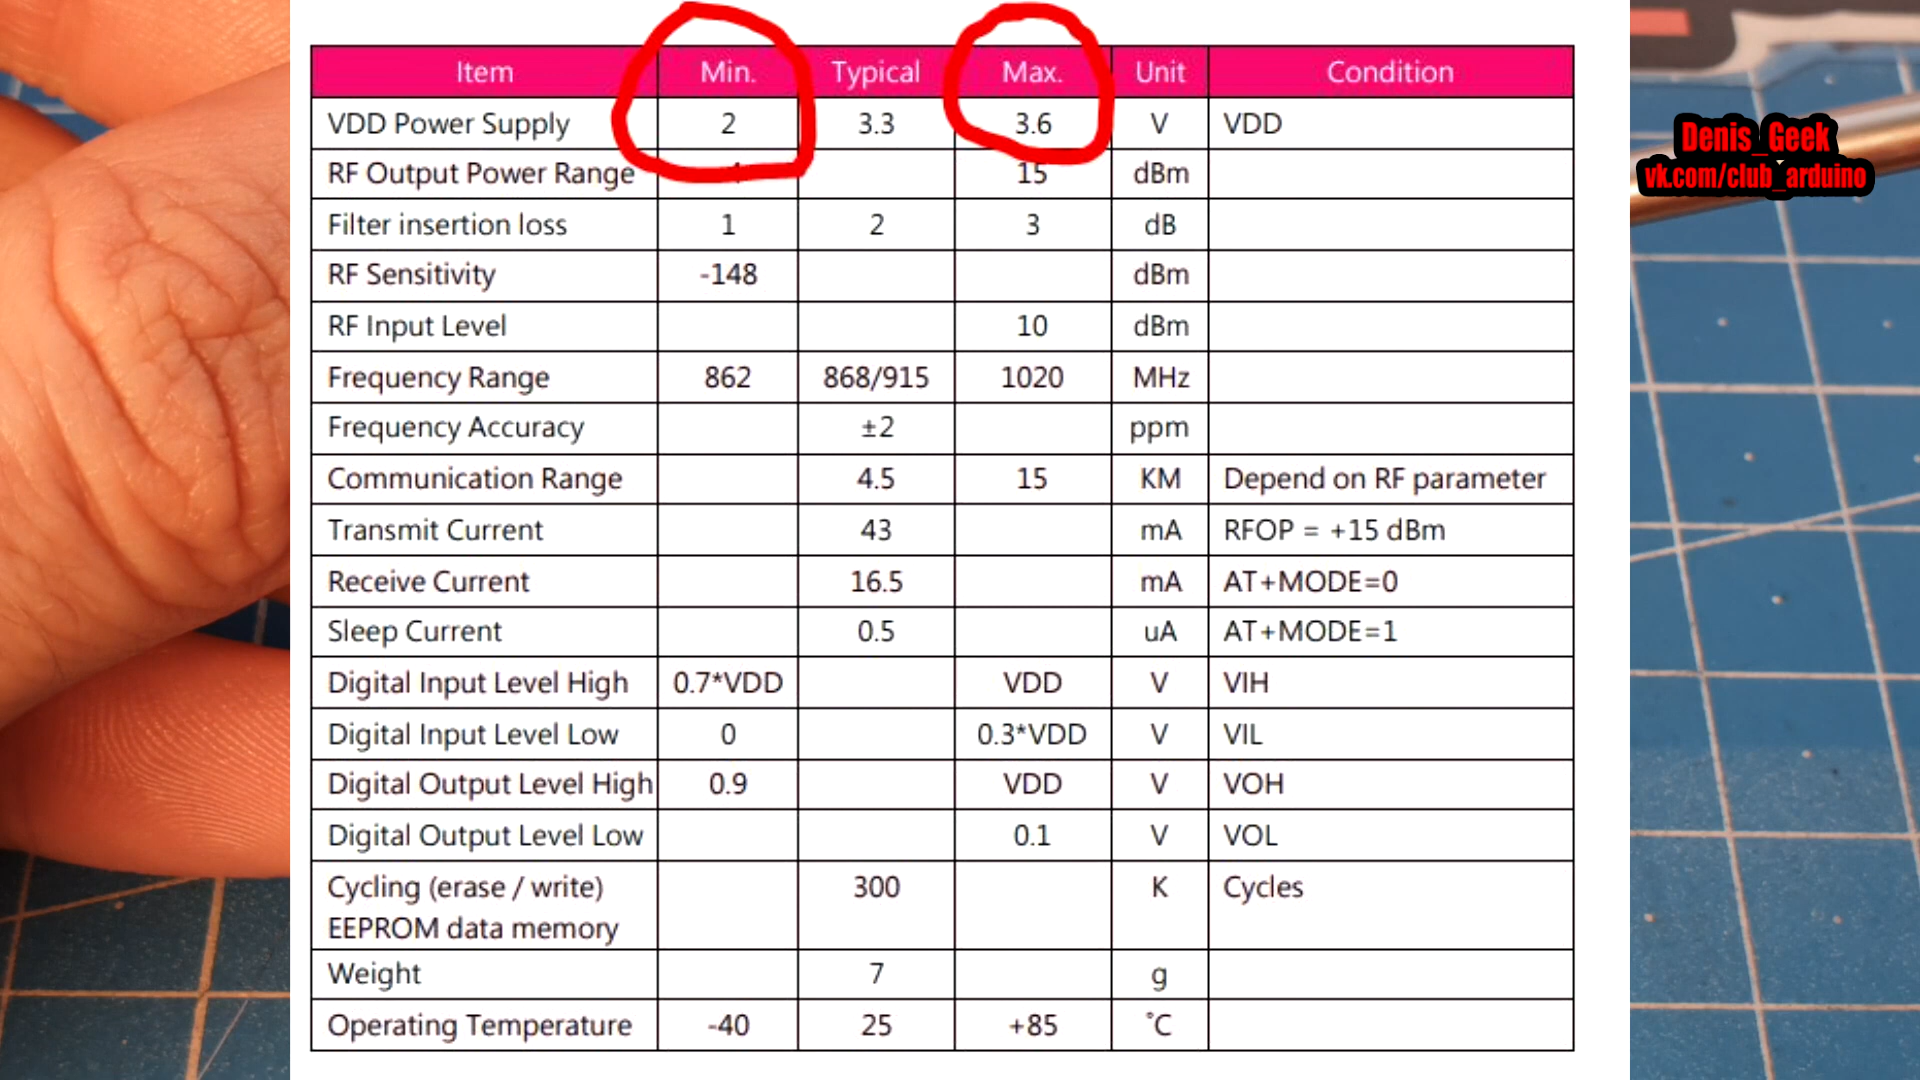 Item Min. Typical Max. Unit Condition
VDD Power Supply 2 3.3 3.6 V VDD
RF Output Power Range 15 dBm
Filter insertion loss 1 2 3 dB
RF Sensitivity -148 dBm
RF Input Level 10 dBm
Frequency Range 862 868/915 1020 MHz
Frequency Accuracy ±2 ppm
Communication Range 4.5 15 KM Depend on RF parameter
Transmit Current 43 mA RFOP = +15 dBm
Receive Current 16.5 mA AT+MODE=0
Sleep Current 0.5 uA AT+MODE=1
Digital Input Level High 0.7*VDD VDD V VIH
Digital Input Level Low 0 0.3*VDD V VIL
Digital Output Level High 0.9 VDD V VOH
Digital Output Level Low 0.1 V VOL
Cycling (erase / write) 300 K Cycles
EEPROM data memory
Weight 7 g
Operating Temperature -40 25 +85 °C
Denis_Geek
vk.com/club_arduino